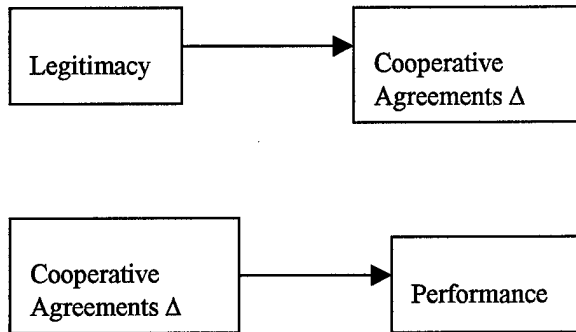 Legitimacy
Cooperative
Agreements Δ
Cooperative
Agreements Δ
Performance